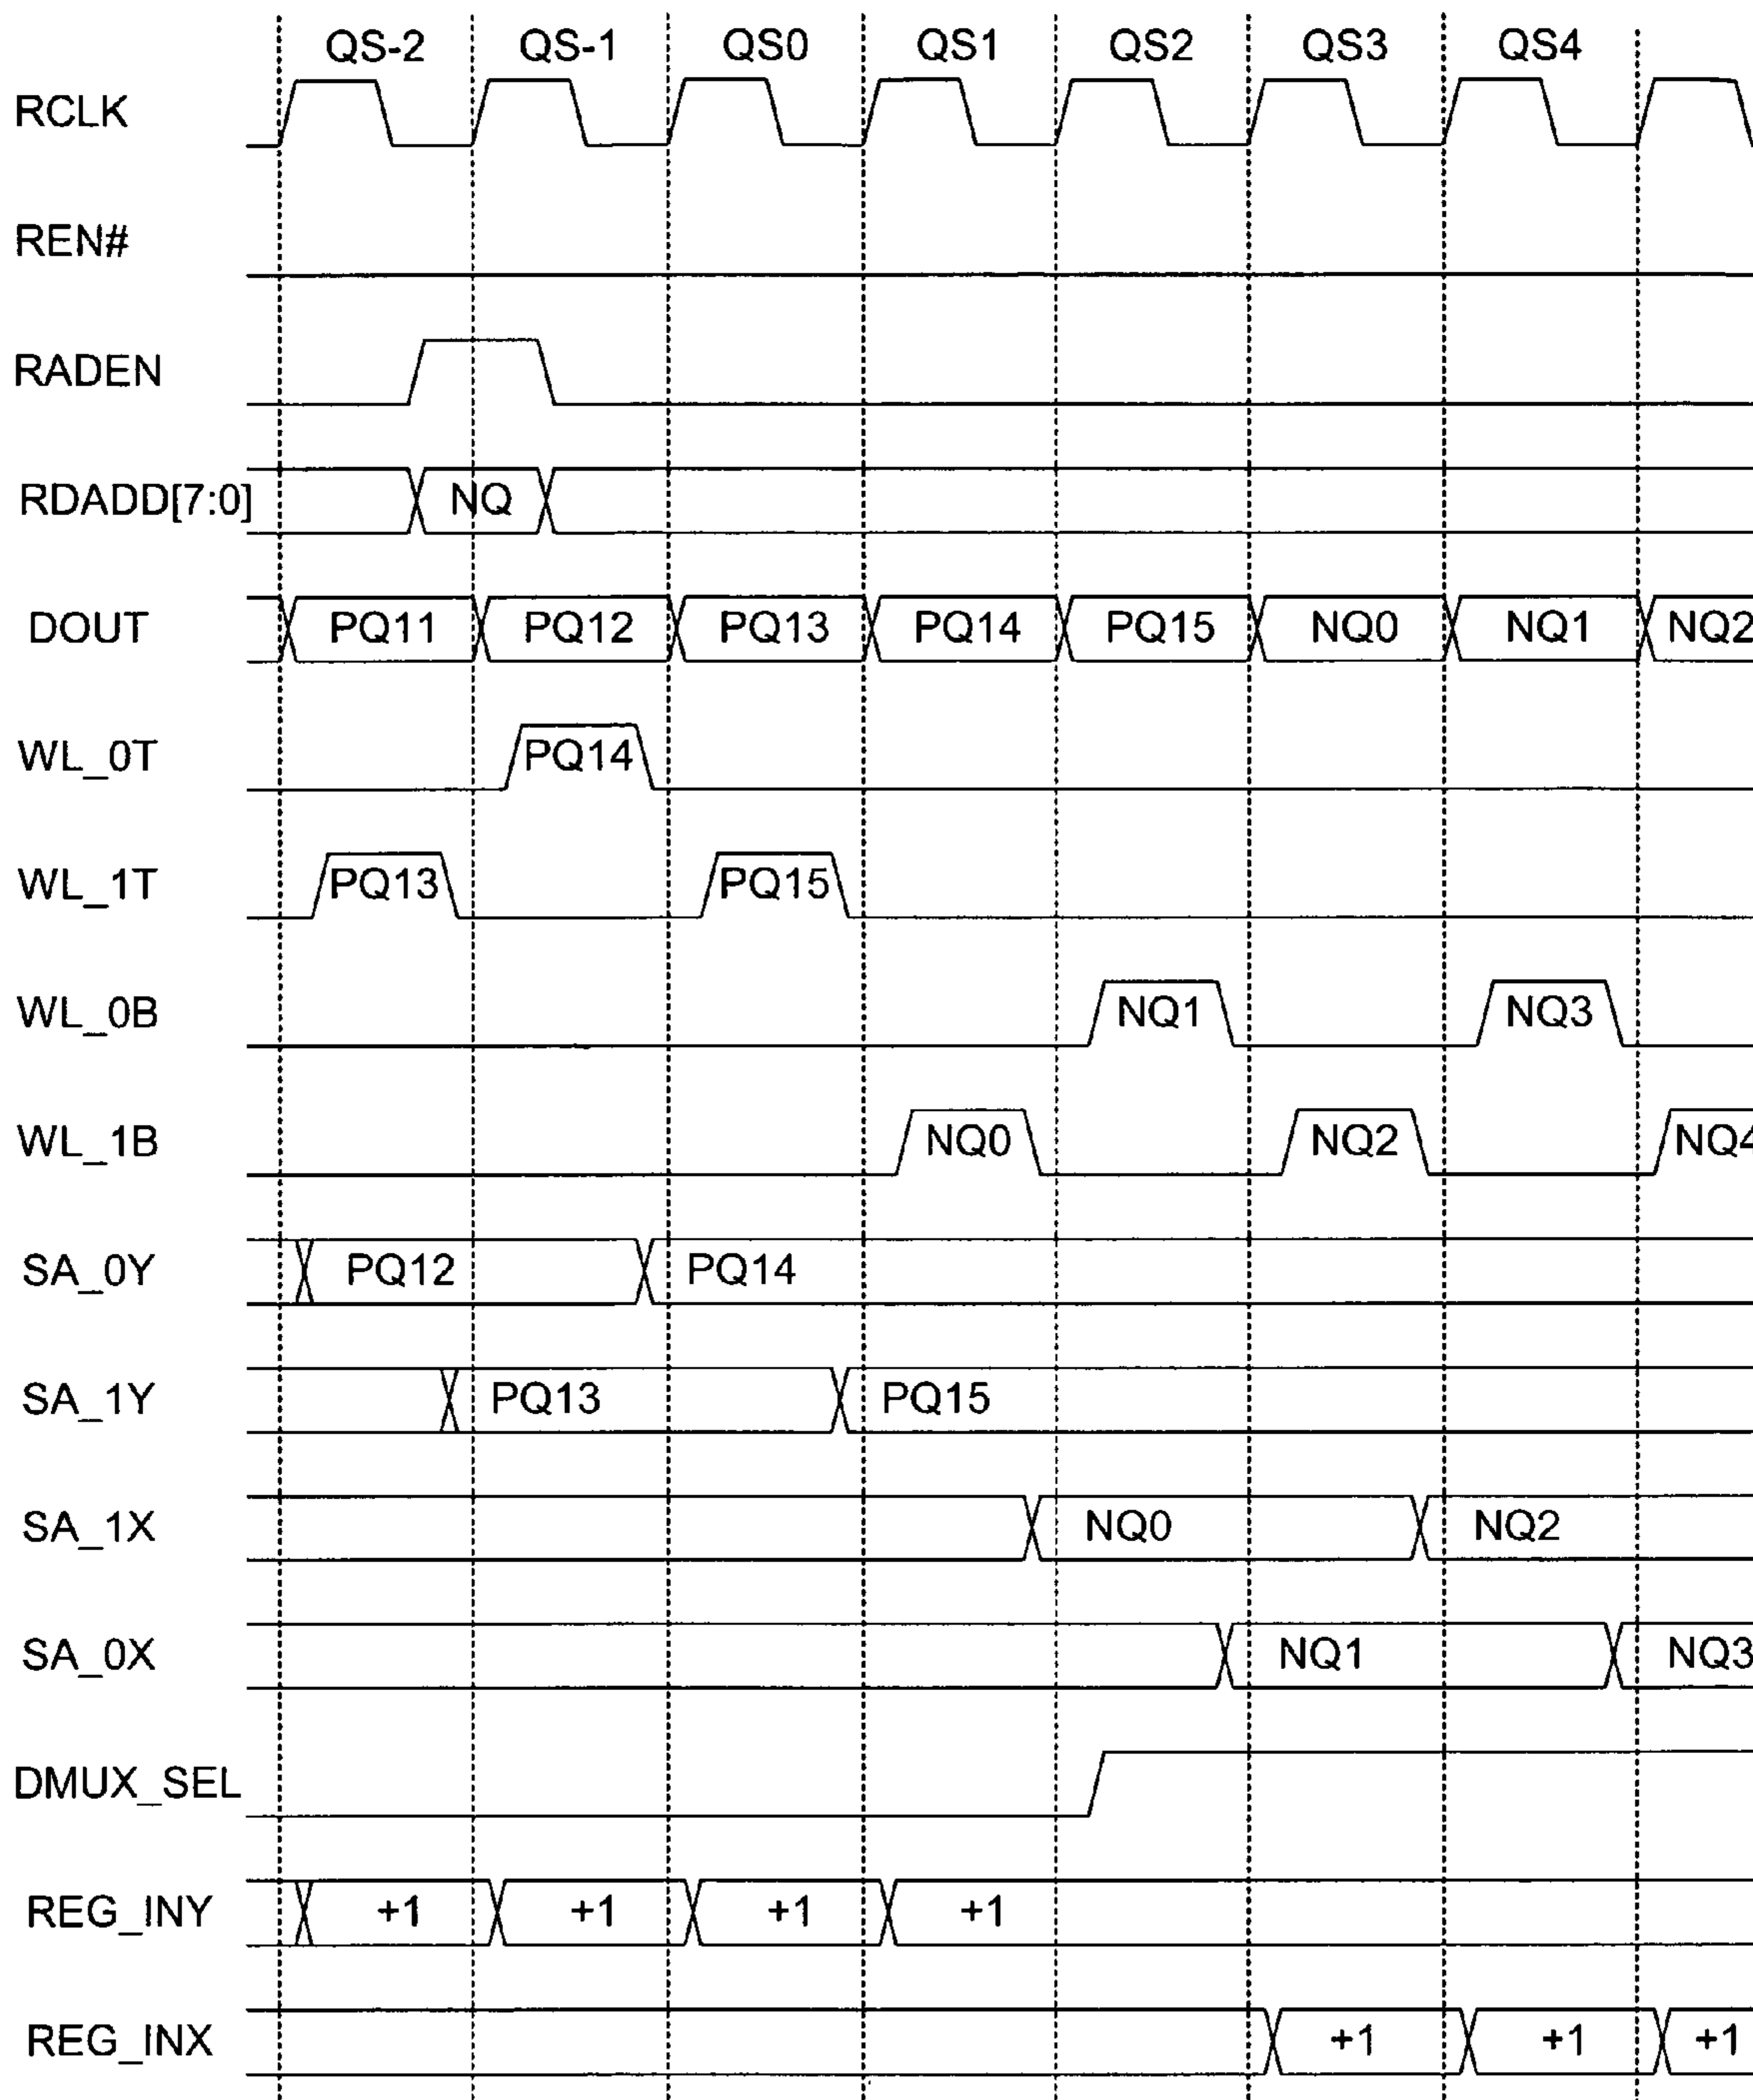 QS-2 QS-1 QS0 QS1 QS2 QS3 QS4
RCLK
REN#
RADEN
RDADD[7:0] NQ
DOUT PQ11 PQ12 PQ13 PQ14 PQ15 NQ0 NQ1 NQ2
WL_0T PQ14
WL_1T PQ13 PQ15
WL_0B NQ1 NQ3
WL_1B NQ0 NQ2 NQ4
SA_0Y PQ12 PQ14
SA_1Y PQ13 PQ15
SA_1X NQ0 NQ2
SA_0X NQ1 NQ3
DMUX_SEL
REG_INY +1 +1 +1 +1
REG_INX +1 +1 +1